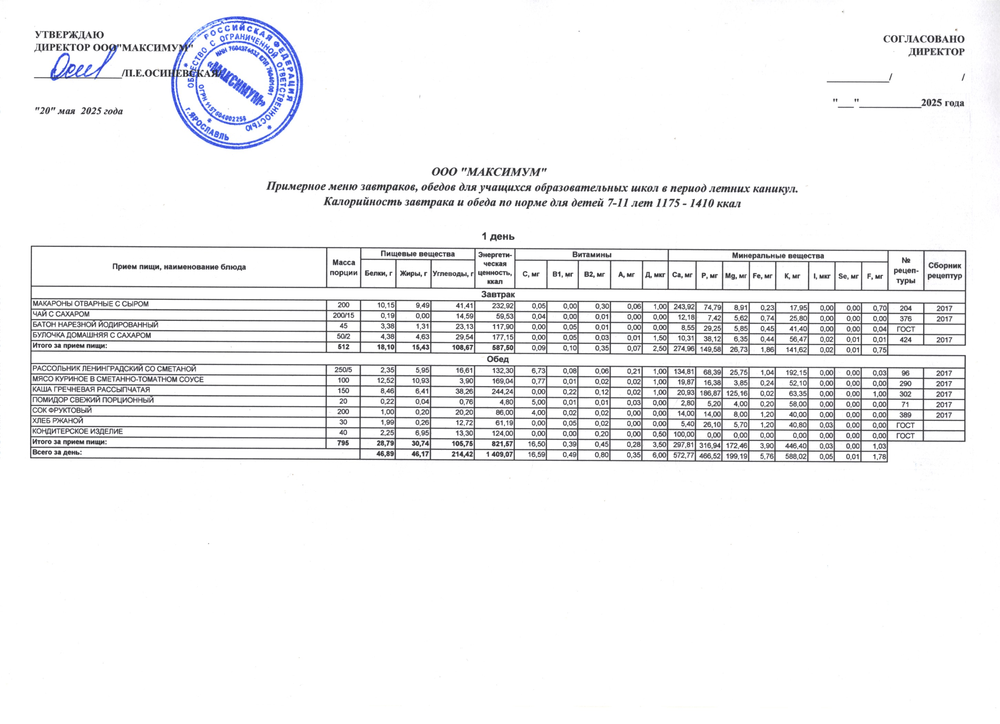 УТВЕРЖДАЮ
ДИРЕКТОР ООО"МАКСИМУМ"
/П.Е.ОСИНЕВСКАЯ/
"20" мая 2025 года
РОССИЙСКАЯ ФЕДЕРАЦИЯ
г.ЯРОСЛАВЛЬ
ОБЩЕСТВО С ОГРАНИЧЕННОЙ ОТВЕТСТВЕННОСТЬЮ
ОГРН 1157604002258
«МАКСИМУМ»
СОГЛАСОВАНО
ДИРЕКТОР
____________/ /
"___"____________2025 года
ООО "МАКСИМУМ"
Примерное меню завтраков, обедов для учащихся образовательных школ в период летних каникул.
Калорийность завтрака и обеда по норме для детей 7-11 лет 1175 - 1410 ккал
1 день
Прием пищи, наименование блюда Масса порции Пищевые вещества Энергети-ческая ценность, ккал Витамины Минеральные вещества № рецеп-туры Сборник рецептур
Белки, г Жиры, г Углеводы, г С, мг В1, мг В2, мг А, мг Д, мкг Ca, мг P, мг Mg, мг Fe, мг К, мг I, мкг Se, мг F, мг
Завтрак
МАКАРОНЫ ОТВАРНЫЕ С СЫРОМ 200 10,15 9,49 41,41 232,92 0,05 0,00 0,30 0,06 1,00 243,92 74,79 8,91 0,23 17,95 0,00 0,00 0,70 204 2017
ЧАЙ С САХАРОМ 200/15 0,19 0,00 14,59 59,53 0,04 0,00 0,01 0,00 0,00 12,18 7,42 5,62 0,74 25,80 0,00 0,00 0,00 376 2017
БАТОН НАРЕЗНОЙ ЙОДИРОВАННЫЙ 45 3,38 1,31 23,13 117,90 0,00 0,05 0,01 0,00 0,00 8,55 29,25 5,85 0,45 41,40 0,00 0,00 0,04 ГОСТ
БУЛОЧКА ДОМАШНЯЯ С САХАРОМ 50/2 4,38 4,63 29,54 177,15 0,00 0,05 0,03 0,01 1,50 10,31 38,12 6,35 0,44 56,47 0,02 0,01 0,01 424 2017
Итого за прием пищи: 512 18,10 15,43 108,67 587,50 0,09 0,10 0,35 0,07 2,50 274,96 149,58 26,73 1,86 141,62 0,02 0,01 0,75
Обед
РАССОЛЬНИК ЛЕНИНГРАДСКИЙ СО СМЕТАНОЙ 250/5 2,35 5,95 16,61 132,30 6,73 0,08 0,06 0,21 1,00 134,81 68,39 25,75 1,04 192,15 0,00 0,00 0,03 96 2017
МЯСО КУРИНОЕ В СМЕТАННО-ТОМАТНОМ СОУСЕ 100 12,52 10,93 3,90 169,04 0,77 0,01 0,02 0,02 1,00 19,87 16,38 3,85 0,24 52,10 0,00 0,00 0,00 290 2017
КАША ГРЕЧНЕВАЯ РАССЫПЧАТАЯ 150 8,46 6,41 38,26 244,24 0,00 0,22 0,12 0,02 1,00 20,93 186,87 125,16 0,02 63,35 0,00 0,00 1,00 302 2017
ПОМИДОР СВЕЖИЙ ПОРЦИОННЫЙ 20 0,22 0,04 0,76 4,80 5,00 0,01 0,01 0,03 0,00 2,80 5,20 4,00 0,20 58,00 0,00 0,00 0,00 71 2017
СОК ФРУКТОВЫЙ 200 1,00 0,20 20,20 86,00 4,00 0,02 0,02 0,00 0,00 14,00 14,00 8,00 1,20 40,00 0,00 0,00 0,00 389 2017
ХЛЕБ РЖАНОЙ 30 1,99 0,26 12,72 61,19 0,00 0,05 0,02 0,00 0,00 5,40 26,10 5,70 1,20 40,80 0,03 0,00 0,00 ГОСТ
КОНДИТЕРСКОЕ ИЗДЕЛИЕ 40 2,25 6,95 13,30 124,00 0,00 0,00 0,20 0,00 0,50 100,00 0,00 0,00 0,00 0,00 0,00 0,00 0,00 ГОСТ
Итого за прием пищи: 795 28,79 30,74 105,75 821,57 16,50 0,39 0,45 0,28 3,50 297,81 316,94 172,46 3,90 446,40 0,03 0,00 1,03
Всего за день: 46,89 46,17 214,42 1 409,07 16,59 0,49 0,80 0,35 6,00 572,77 466,52 199,19 5,76 588,02 0,05 0,01 1,78